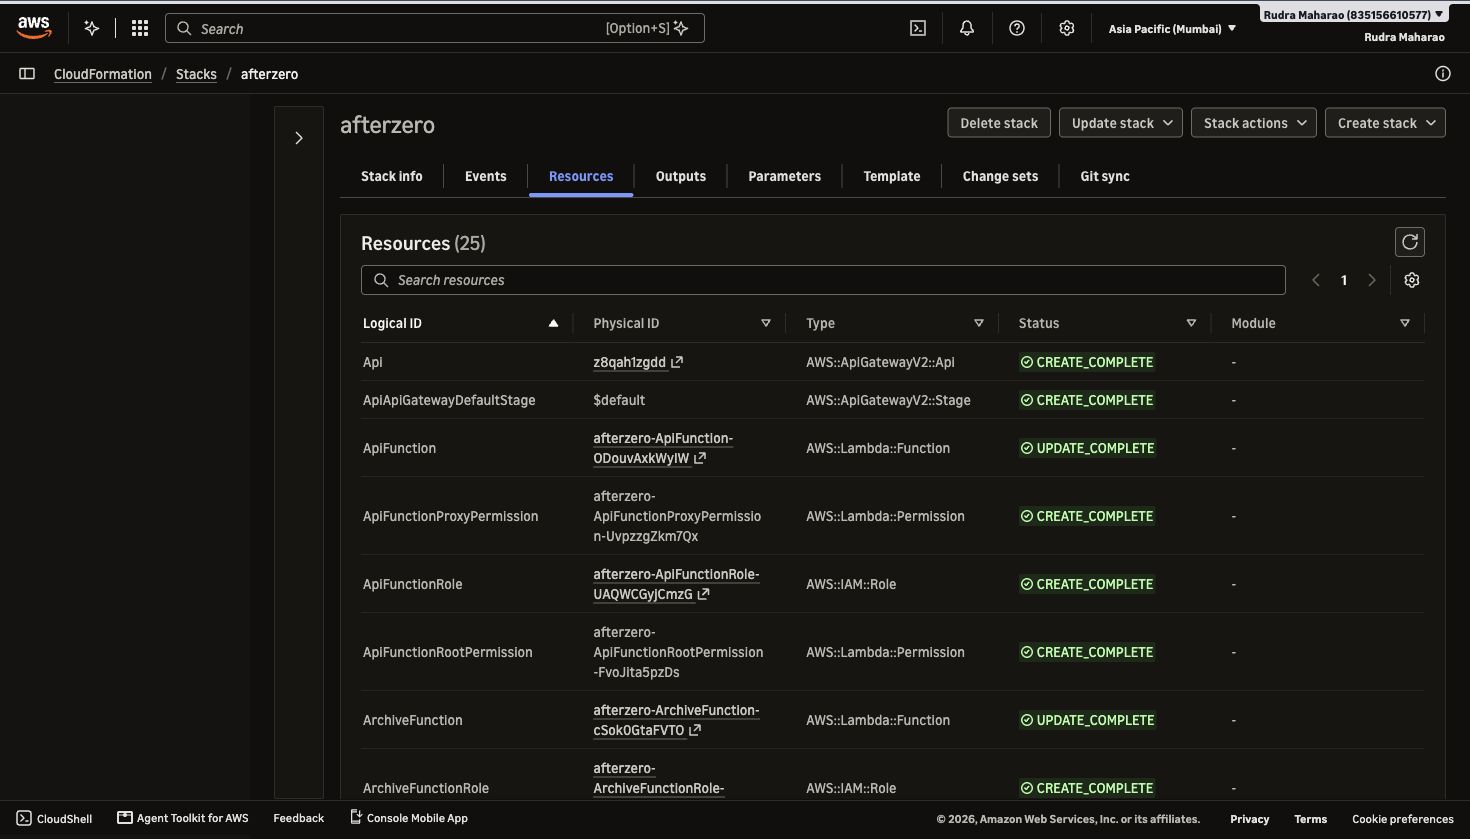 aws
Search
[Option+S]
Asia Pacific (Mumbai)
Rudra Maharao (835156610577)
Rudra Maharao
CloudFormation / Stacks / afterzero
afterzero
Delete stack
Update stack
Stack actions
Create stack
Stack info
Events
Resources
Outputs
Parameters
Template
Change sets
Git sync
Resources (25)
Search resources
1
Logical ID
Physical ID
Type
Status
Module
Api
z8qah1zgdd
AWS::ApiGatewayV2::Api
CREATE_COMPLETE
-
ApiApiGatewayDefaultStage
$default
AWS::ApiGatewayV2::Stage
CREATE_COMPLETE
-
ApiFunction
afterzero-ApiFunction-
ODouvAxkWyIW
AWS::Lambda::Function
UPDATE_COMPLETE
-
ApiFunctionProxyPermission
afterzero-
ApiFunctionProxyPermissio
n-UvpzzgZkm7Qx
AWS::Lambda::Permission
CREATE_COMPLETE
-
ApiFunctionRole
afterzero-ApiFunctionRole-
UAQWCGyjCmzG
AWS::IAM::Role
CREATE_COMPLETE
-
ApiFunctionRootPermission
afterzero-
ApiFunctionRootPermission
-FvoJita5pzDs
AWS::Lambda::Permission
CREATE_COMPLETE
-
ArchiveFunction
afterzero-ArchiveFunction-
cSok0GtaFVTO
AWS::Lambda::Function
UPDATE_COMPLETE
-
ArchiveFunctionRole
afterzero-
ArchiveFunctionRole-
AWS::IAM::Role
CREATE_COMPLETE
-
CloudShell
Agent Toolkit for AWS
Feedback
Console Mobile App
© 2026, Amazon Web Services, Inc. or its affiliates.
Privacy
Terms
Cookie preferences